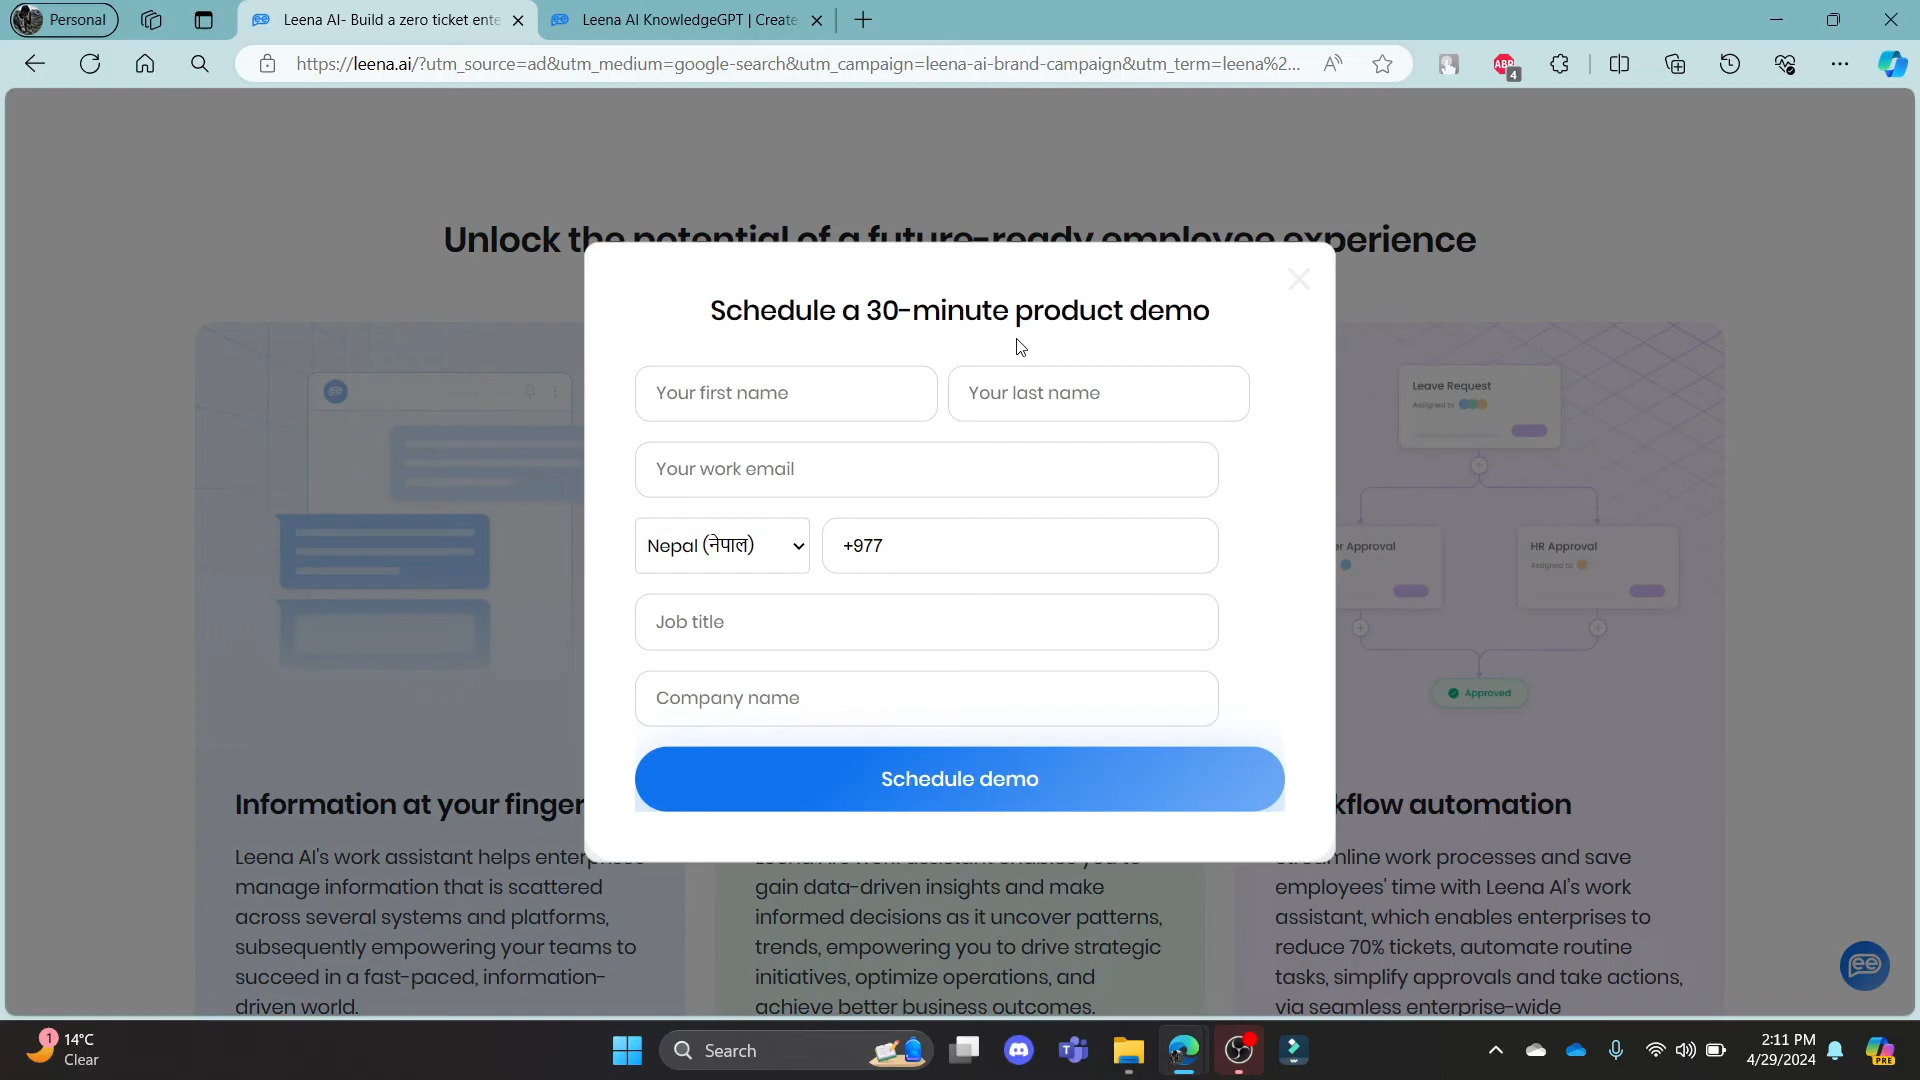 Personal
Leena AI- Build a zero ticket ente
Leena AI KnowledgeGPT | Create
https://leena.ai/?utm_source=ad&utm_medium=google-search&utm_campaign=leena-ai-brand-campaign&utm_term=leena%2...
ABP
4
Unlock the potential of a future-ready employee experience
Schedule a 30-minute product demo
Your first name
Your last name
Your work email
Nepal (नेपाल)
+977
Job title
Company name
Schedule demo
Leave Request
Assigned to
er Approval
HR Approval
Assigned to
Approved
Information at your finger
kflow automation
Leena AI's work assistant helps enterprises
manage information that is scattered
across several systems and platforms,
subsequently empowering your teams to
succeed in a fast-paced, information-
driven world.
gain data-driven insights and make
informed decisions as it uncover patterns,
trends, empowering you to drive strategic
initiatives, optimize operations, and
achieve better business outcomes.
Streamline work processes and save
employees' time with Leena AI's work
assistant, which enables enterprises to
reduce 70% tickets, automate routine
tasks, simplify approvals and take actions,
via seamless enterprise-wide
1
14°C
Clear
Search
2:11 PM
4/29/2024
PRE